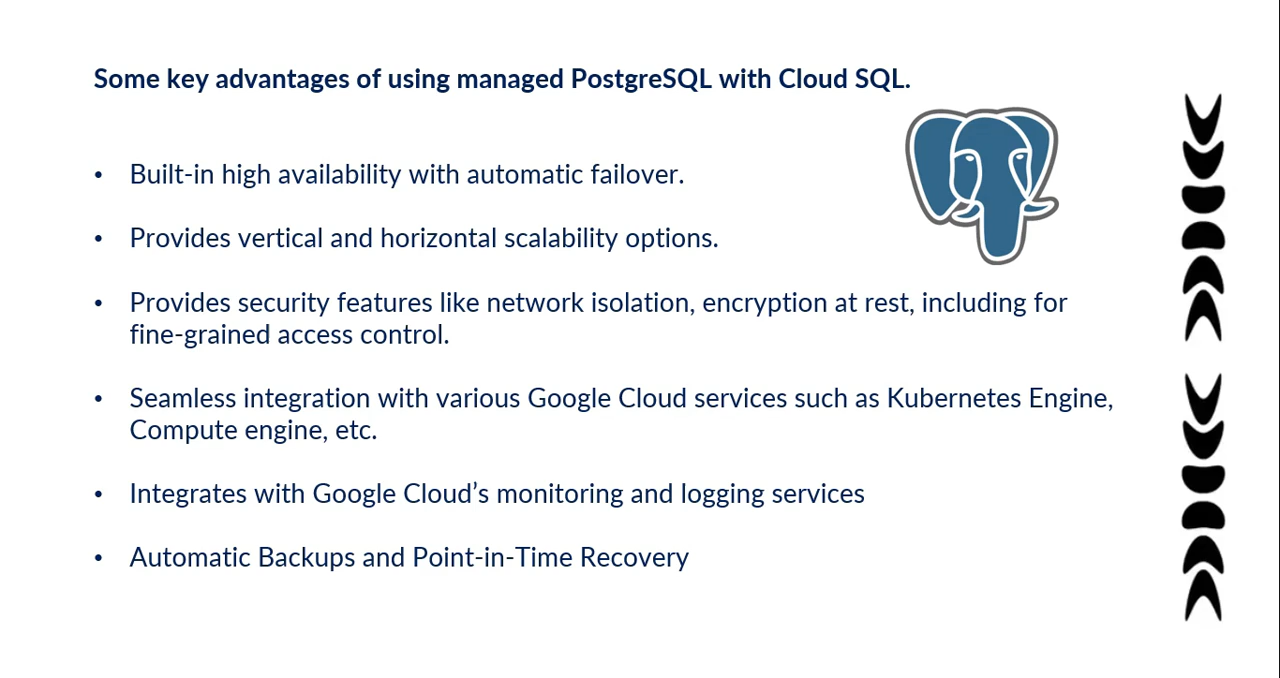 Some key advantages of using managed PostgreSQL with Cloud SQL.
• Built-in high availability with automatic failover.
• Provides vertical and horizontal scalability options.
• Provides security features like network isolation, encryption at rest, including for
fine-grained access control.
• Seamless integration with various Google Cloud services such as Kubernetes Engine,
Compute engine, etc.
• Integrates with Google Cloud’s monitoring and logging services
• Automatic Backups and Point-in-Time Recovery